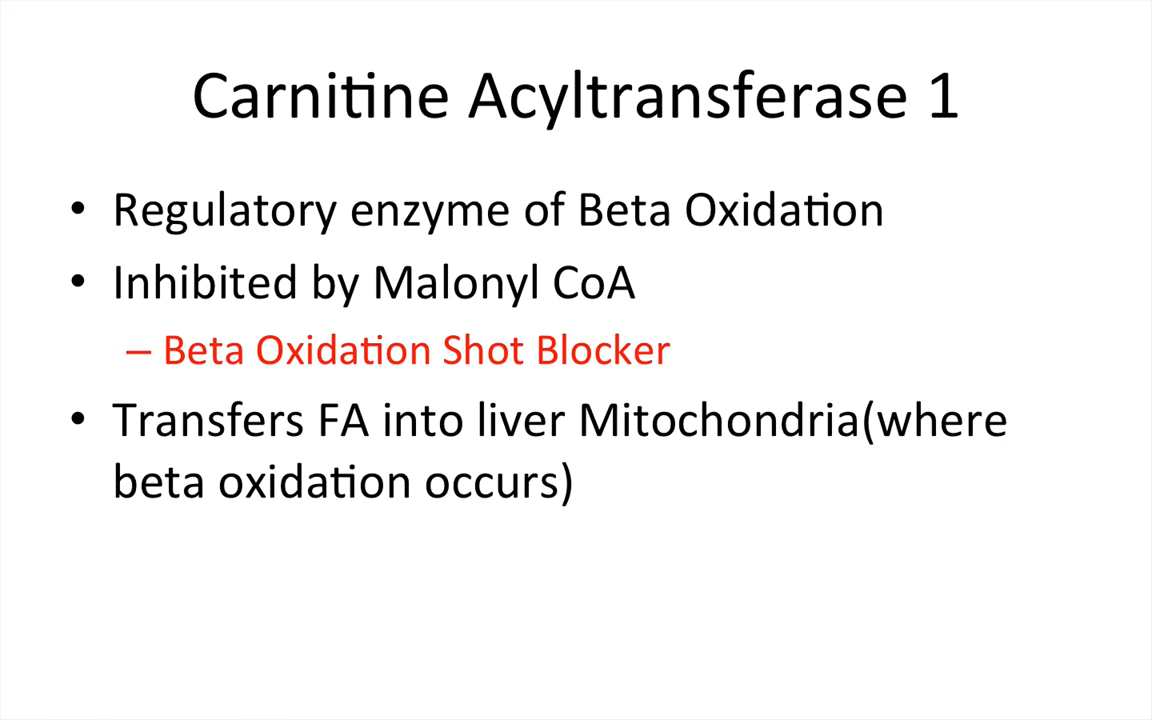 Carnitine Acyltransferase 1
• Regulatory enzyme of Beta Oxidation
• Inhibited by Malonyl CoA
– Beta Oxidation Shot Blocker
• Transfers FA into liver Mitochondria(where
beta oxidation occurs)